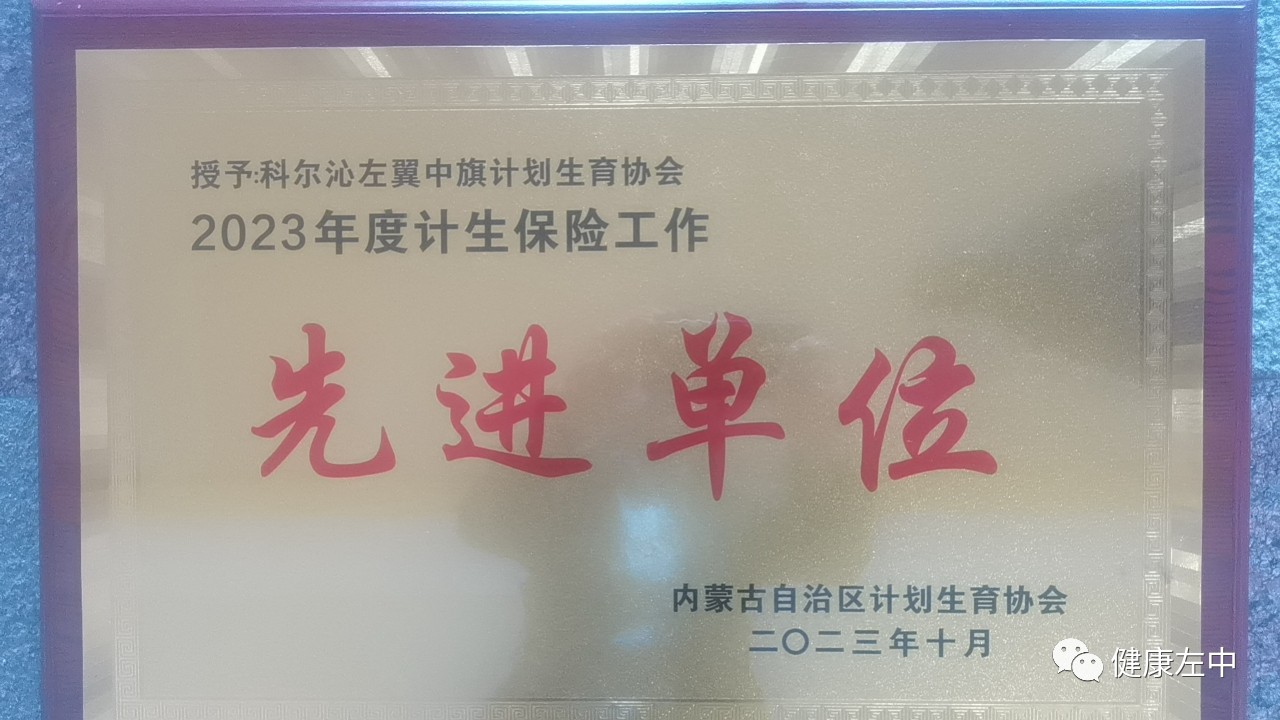 授予:科尔沁左翼中旗计划生育协会
2023年度计生保险工作
先进单位
内蒙古自治区计划生育协会
二〇二三年十月
健康左中